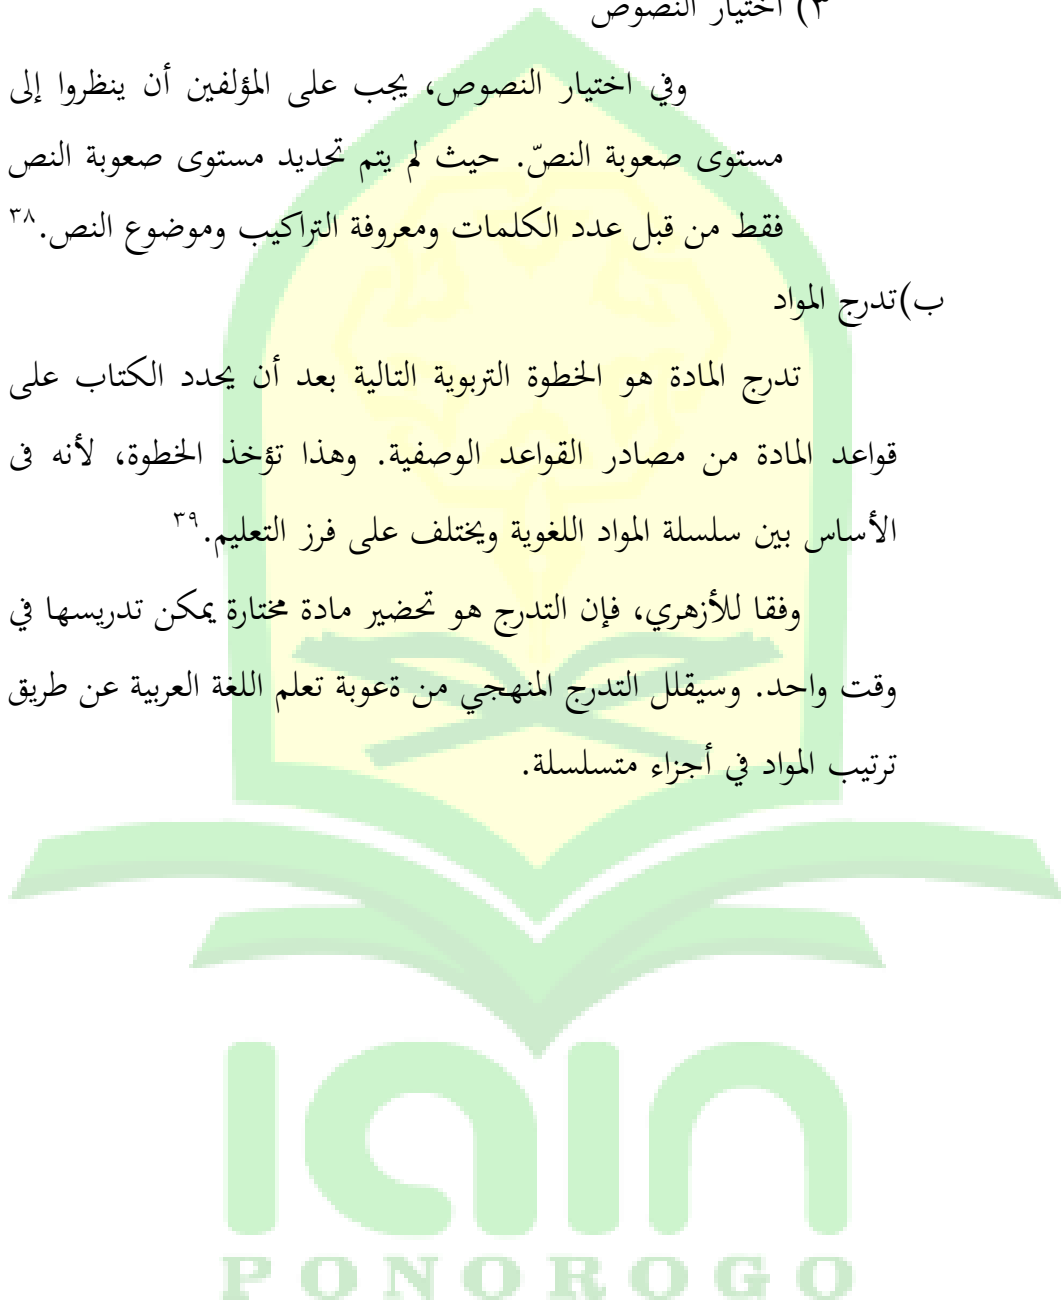 ٣) اختيار النصوص
وفي اختيار النصوص، يجب على المؤلفين أن ينظروا إلى
مستوى صعوبة النصّ. حيث لم يتم تحديد مستوى صعوبة النص
فقط من قبل عدد الكلمات ومعروفة التراكيب وموضوع النص.٣٨
ب)تدرج المواد
تدرج المادة هو الخطوة التربوية التالية بعد أن يحدد الكتاب على
قواعد المادة من مصادر القواعد الوصفية. وهذا تؤخذ الخطوة، لأنه فى
الأساس بين سلسلة المواد اللغوية ويختلف على فرز التعليم.٣٩
وفقا للأزهري، فإن التدرج هو تحضير مادة مختارة يمكن تدريسها في
وقت واحد. وسيقلل التدرج المنهجي من ةعوبة تعلم اللغة العربية عن طريق
ترتيب المواد في أجزاء متسلسلة.
iain
PONOROGO